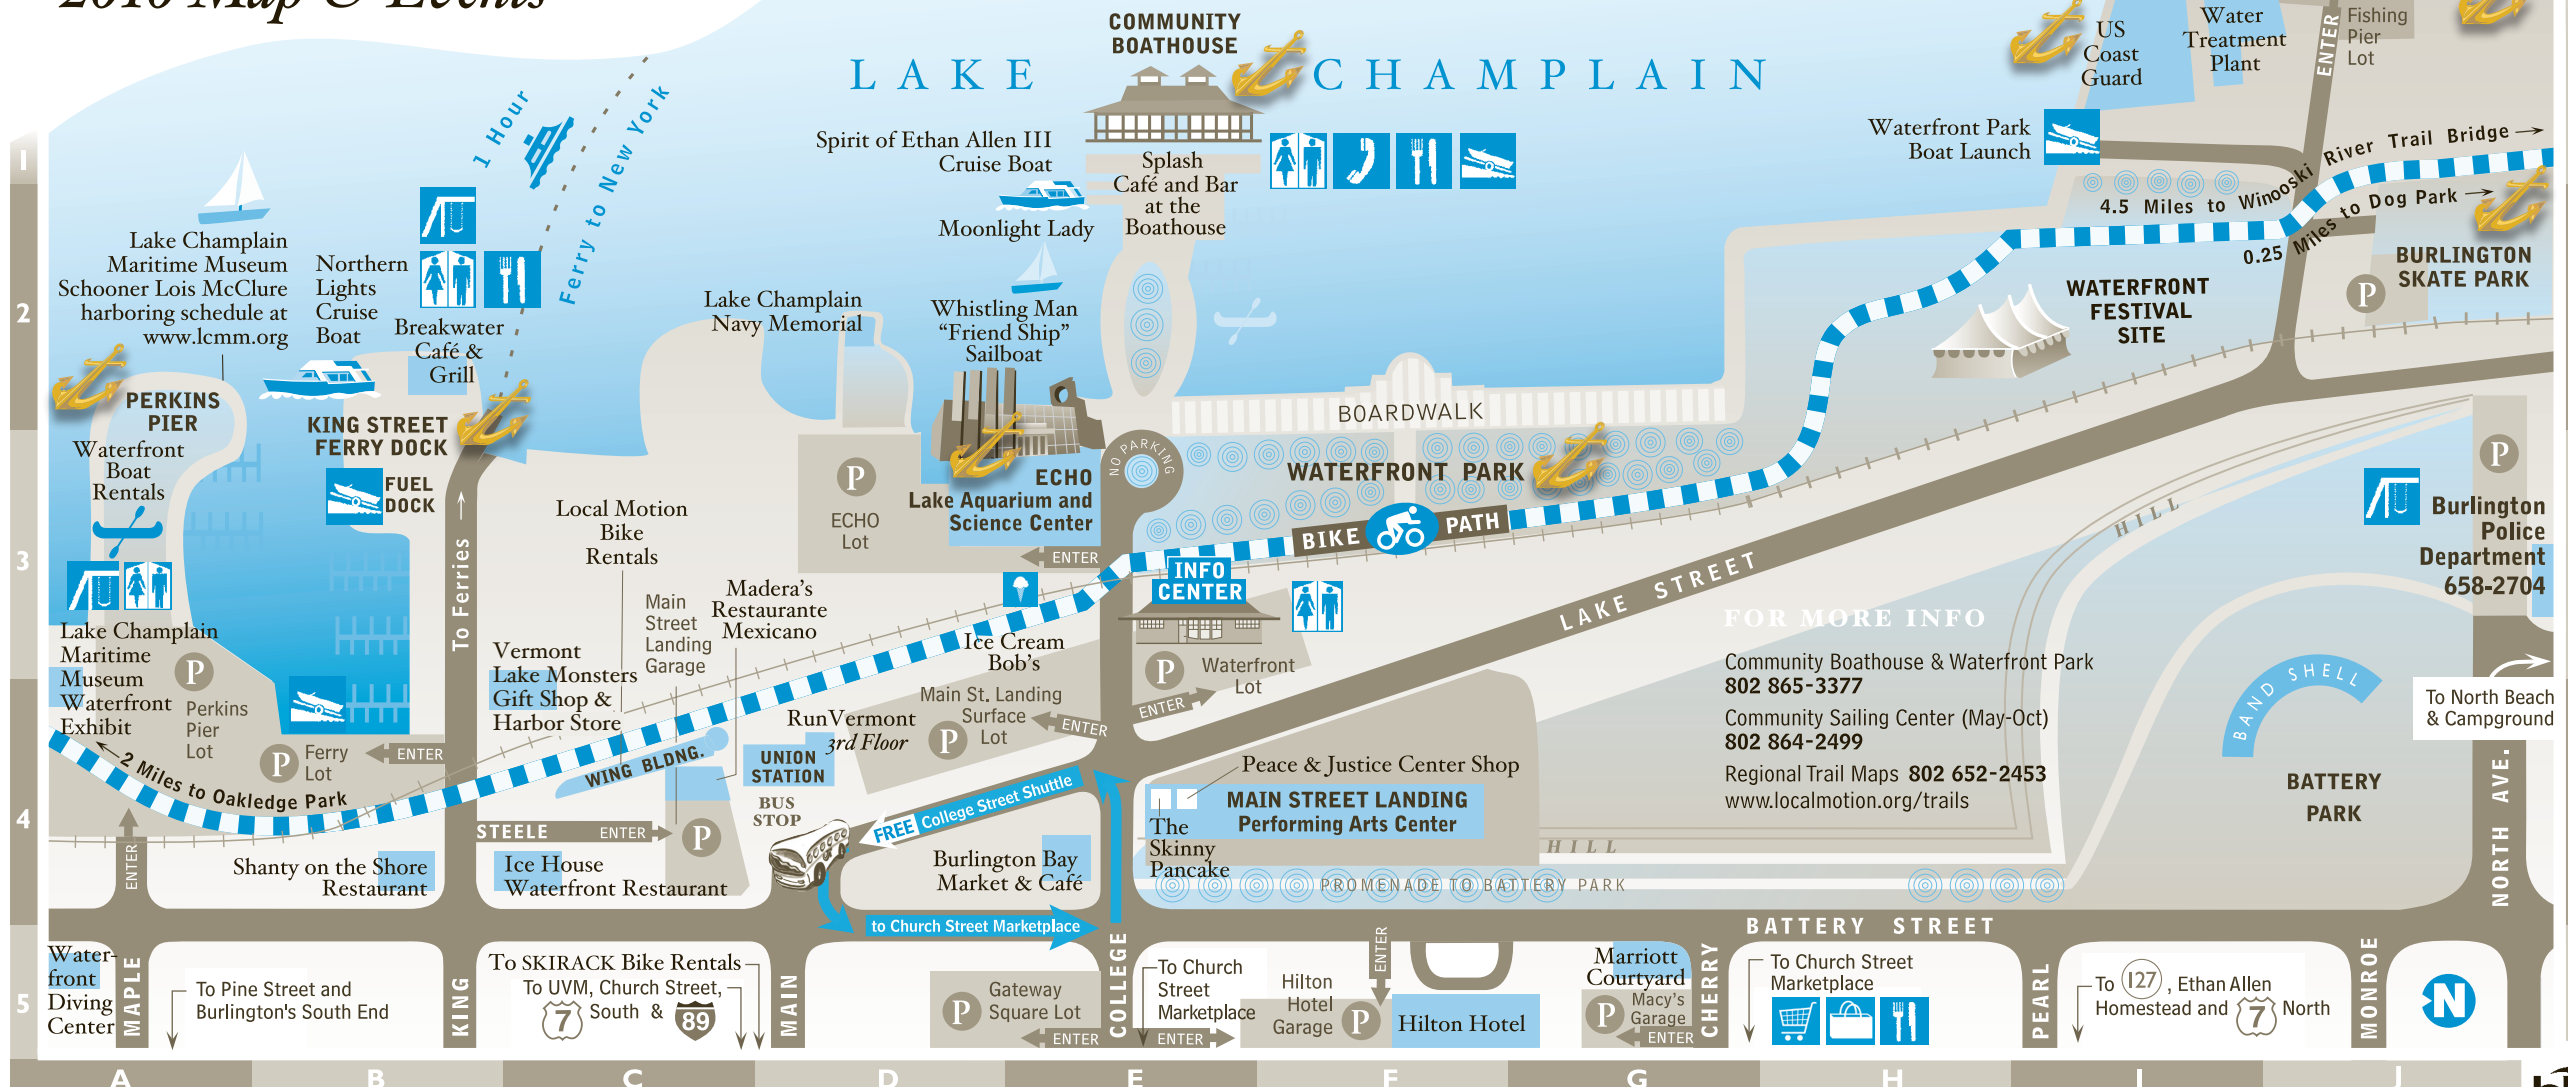 2010 Map & Events
LAKE CHAMPLAIN
COMMUNITY
BOATHOUSE
US
Coast
Guard
Water
Treatment
Plant
ENTER
Fishing
Pier
Lot
1 Hour
Ferry to New York
Spirit of Ethan Allen III
Cruise Boat
Moonlight Lady
Splash
Café and Bar
at the
Boathouse
Waterfront Park
Boat Launch
4.5 Miles to Winooski River Trail Bridge →
0.25 Miles to Dog Park →
BURLINGTON
SKATE PARK
P
WATERFRONT
FESTIVAL
SITE
Lake Champlain
Maritime Museum
Schooner Lois McClure
harboring schedule at
www.lcmm.org
Northern
Lights
Cruise
Boat
Breakwater
Café &
Grill
Lake Champlain
Navy Memorial
Whistling Man
"Friend Ship"
Sailboat
PERKINS
PIER
KING STREET
FERRY DOCK
FUEL
DOCK
Waterfront
Boat
Rentals
BOARDWALK
NO PARKING
WATERFRONT PARK
ECHO
Lake Aquarium and
Science Center
P
ECHO
Lot
ENTER
BIKE PATH
To Ferries →
Local Motion
Bike
Rentals
Main
Street
Landing
Garage
Madera's
Restaurante
Mexicano
INFO
CENTER
LAKE STREET
HILL
P
Burlington
Police
Department
658-2704
Lake Champlain
Maritime
Museum
Waterfront
Exhibit
P
Perkins
Pier
Lot
Vermont
Lake Monsters
Gift Shop &
Harbor Store
Ice Cream
Bob's
P
Waterfront
Lot
ENTER
Main St. Landing
Surface
Lot
P
ENTER
RunVermont
3rd Floor
FOR MORE INFO
Community Boathouse & Waterfront Park
802 865-3377
Community Sailing Center (May-Oct)
802 864-2499
Regional Trail Maps 802 652-2453
www.localmotion.org/trails
BAND SHELL
BATTERY
PARK
To North Beach
& Campground
NORTH AVE.
2 Miles to Oakledge Park
P
Ferry
Lot
ENTER
WING BLDNG.
UNION
STATION
BUS
STOP
FREE College Street Shuttle
Peace & Justice Center Shop
MAIN STREET LANDING
Performing Arts Center
The
Skinny
Pancake
ENTER
STEELE ENTER
P
Shanty on the Shore
Restaurant
Ice House
Waterfront Restaurant
Burlington Bay
Market & Café
HILL
PROMENADE TO BATTERY PARK
to Church Street Marketplace
BATTERY STREET
Water-
front
Diving
Center
MAPLE
To Pine Street and
Burlington's South End
KING
To SKIRACK Bike Rentals
To UVM, Church Street,
7 South & 89
MAIN
P
Gateway
Square Lot
ENTER
COLLEGE
To Church
Street
Marketplace
ENTER
Hilton
Hotel
Garage
P
ENTER
Hilton Hotel
Marriott
Courtyard
P
Macy's
Garage
ENTER
CHERRY
To Church Street
Marketplace
PEARL
To 127, Ethan Allen
Homestead and 7 North
MONROE
N
1
2
3
4
5
A B C D E F G H I J